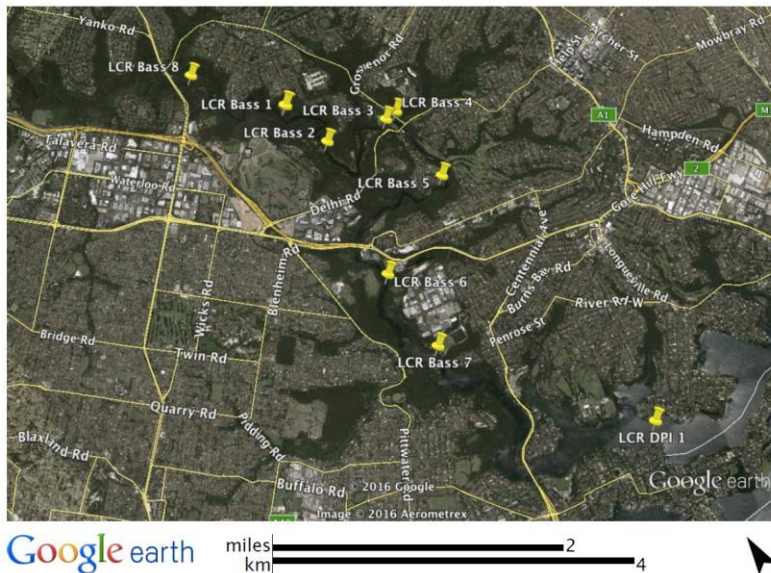 Yanko Rd
LCR Bass 8
Grossenor Rd
Help St
Archer St
Mowbray Rd
LCR Bass 1
LCR Bass 3
LCR Bass 4
A1
M
Talavera Rd
LCR Bass 2
Hampden Rd
2
Waterloo Rd
LCR Bass 5
Delhi Rd
Gore Hill Fwy
Blenheim Rd
Centennial Ave
Longueville Rd
Wicks Rd
LCR Bass 6
Burns Bay Rd
River Rd W
Bridge Rd
Penrose St
Twin Rd
LCR Bass 7
Quarry Rd
Pidding Rd
Blaxland Rd
Pittwater Rd
LCR DPI 1
Buffalo Rd
© 2016 Google
Google earth
Image © 2016 Aerometrex
Google earth
miles 2
km 4